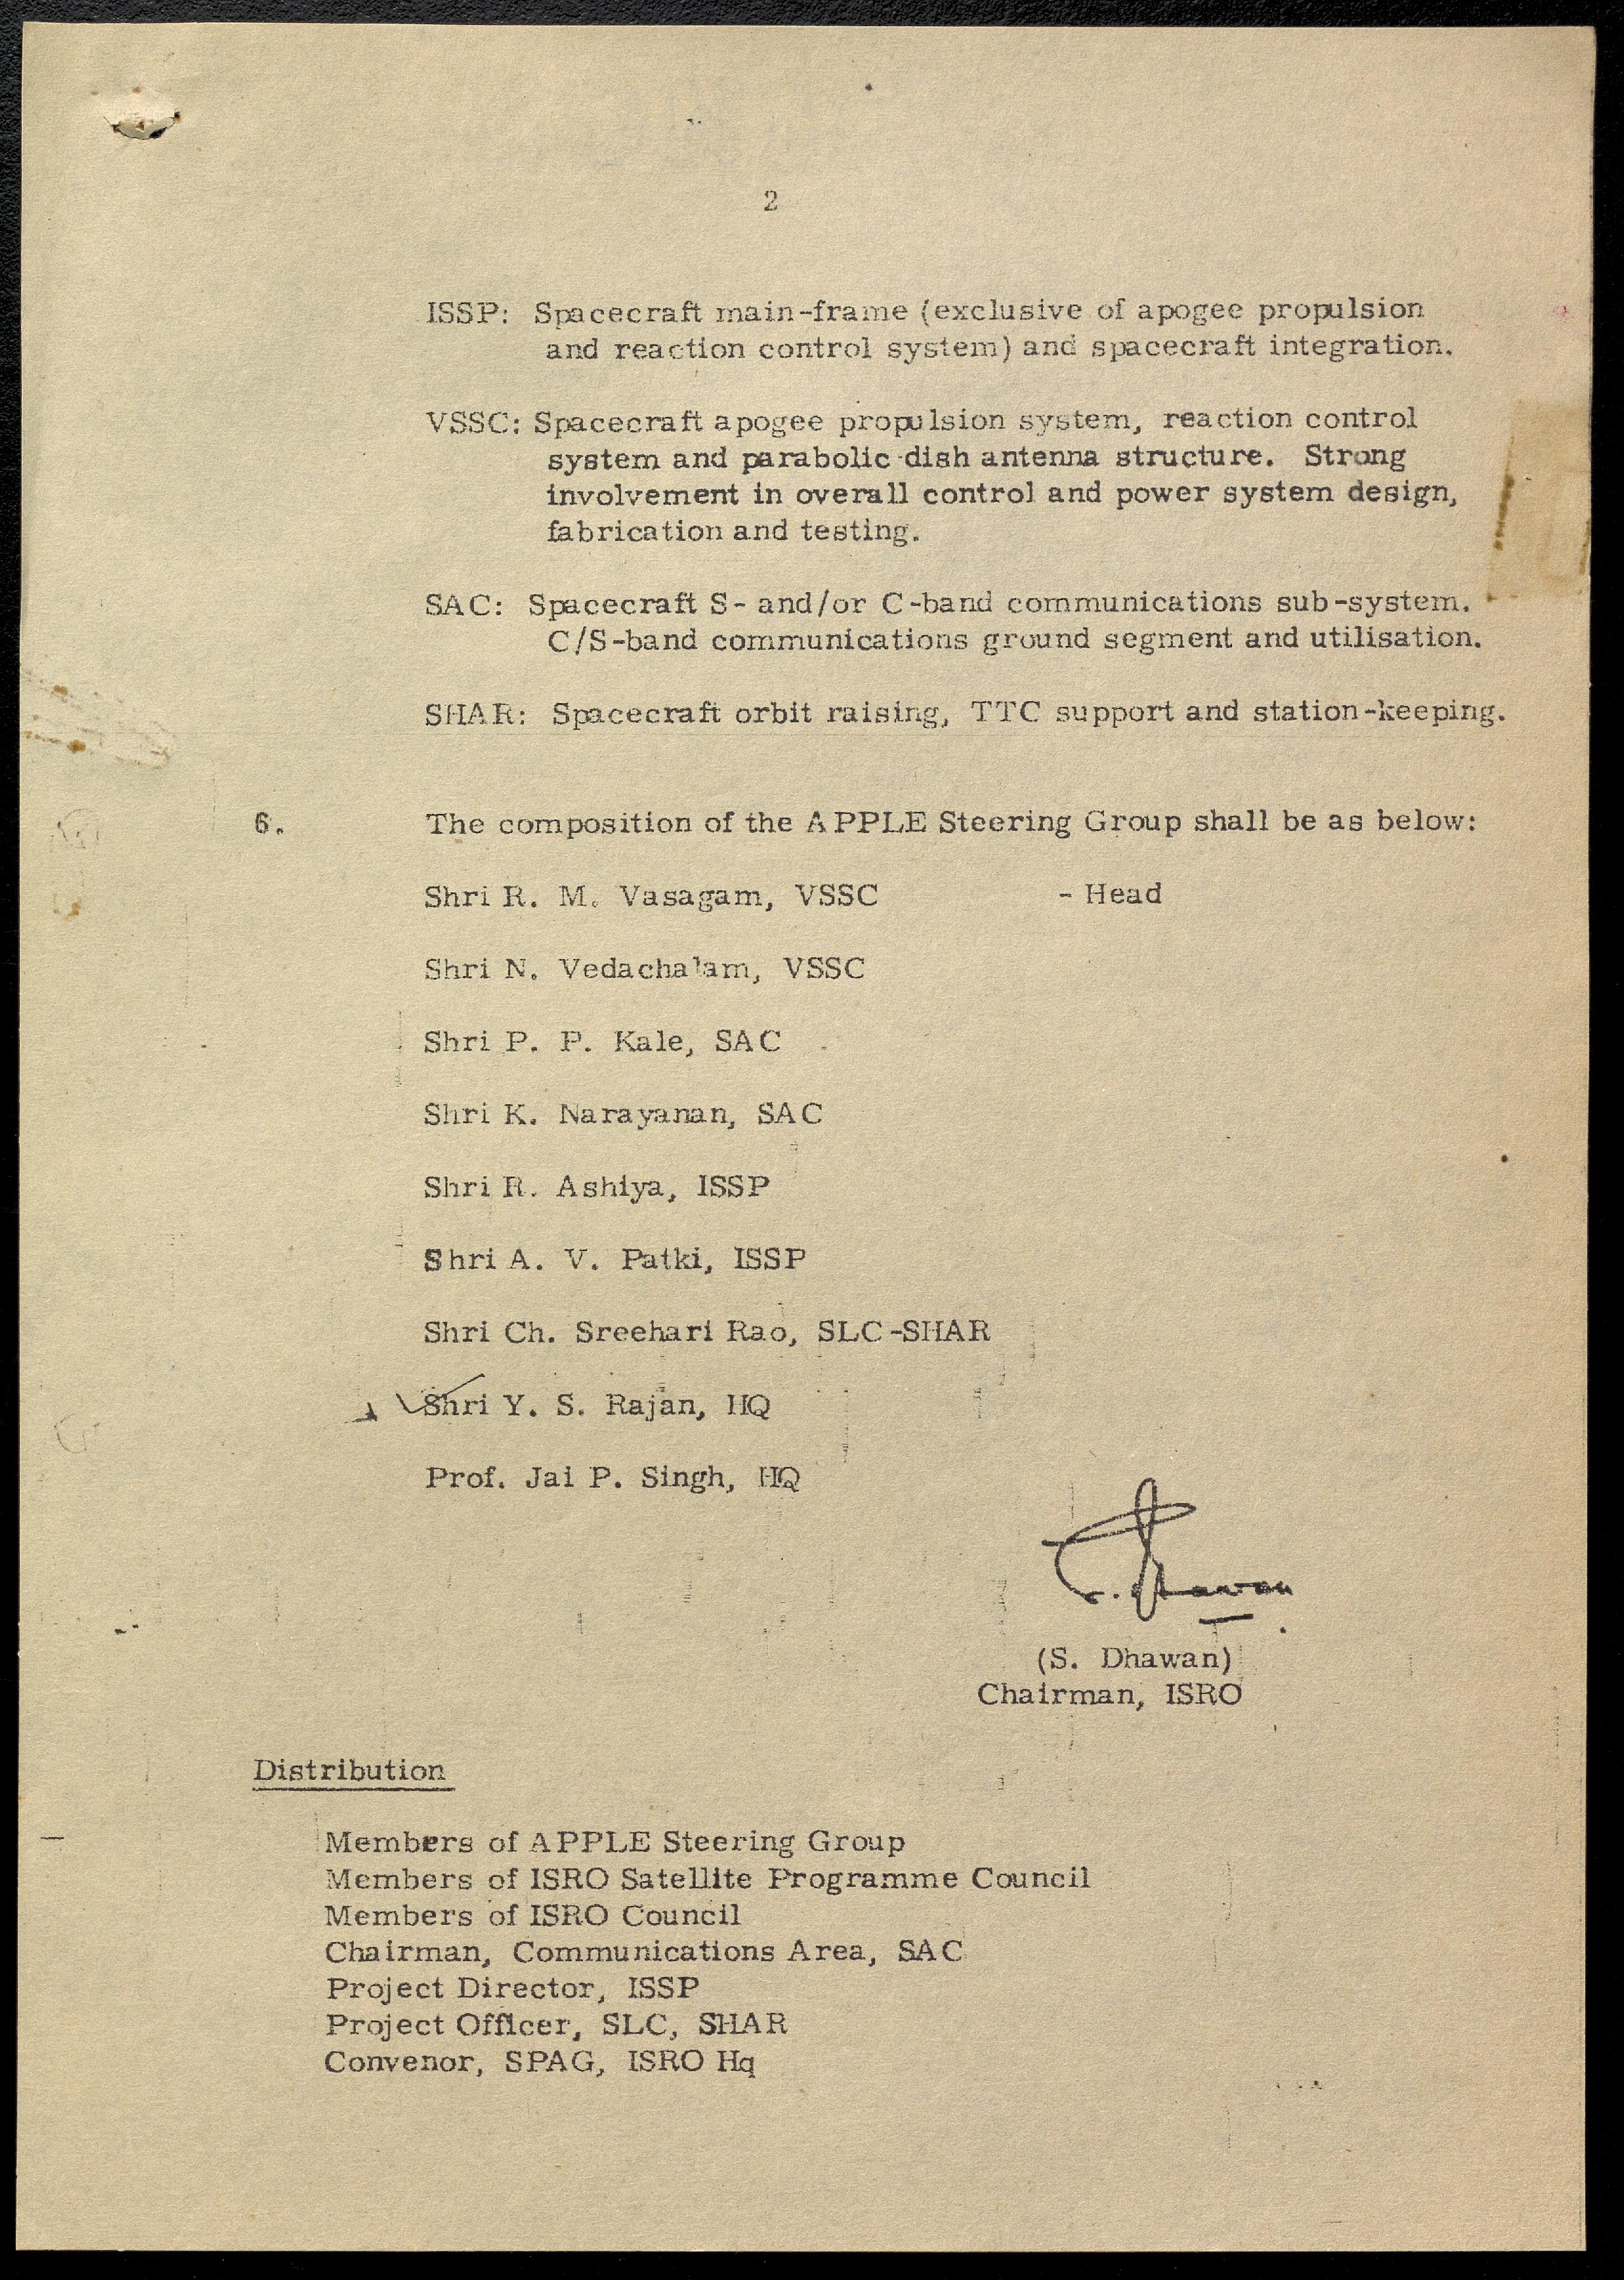 2
ISSP: Spacecraft main-frame (exclusive of apogee propulsion
and reaction control system) and spacecraft integration.
VSSC: Spacecraft apogee propulsion system, reaction control
system and parabolic dish antenna structure. Strong
involvement in overall control and power system design,
fabrication and testing.
SAC: Spacecraft S- and/or C-band communications sub-system.
C/S-band communications ground segment and utilisation.
SHAR: Spacecraft orbit raising, TTC support and station-keeping.
6. The composition of the APPLE Steering Group shall be as below:
Shri R. M. Vasagam, VSSC - Head
Shri N. Vedachalam, VSSC
Shri P. P. Kale, SAC
Shri K. Narayanan, SAC
Shri R. Ashiya, ISSP
Shri A. V. Patki, ISSP
Shri Ch. Sreehari Rao, SLC-SHAR
Shri Y. S. Rajan, HQ
Prof. Jai P. Singh, HQ
S. Dhawan
(S. Dhawan)
Chairman, ISRO
Distribution
Members of APPLE Steering Group
Members of ISRO Satellite Programme Council
Members of ISRO Council
Chairman, Communications Area, SAC
Project Director, ISSP
Project Officer, SLC, SHAR
Convenor, SPAG, ISRO Hq